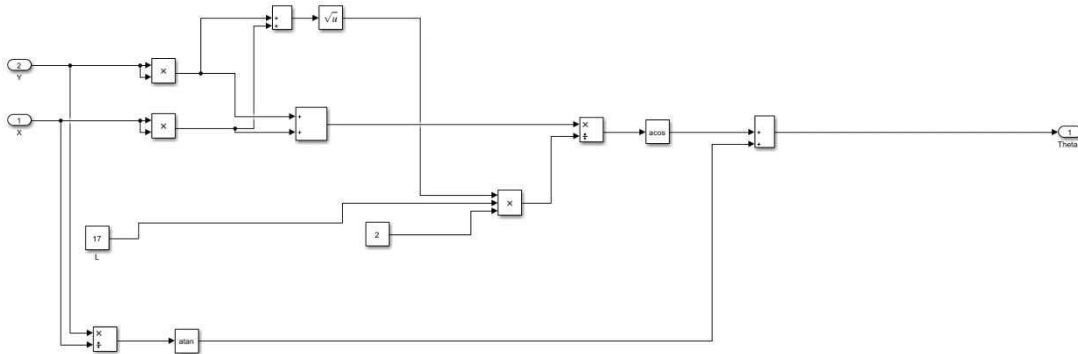 +
+
√u
2
Y
×
1
X
×
+
+
×
÷
acos
+
+
1
Theta
×
17
L
2
×
÷
atan